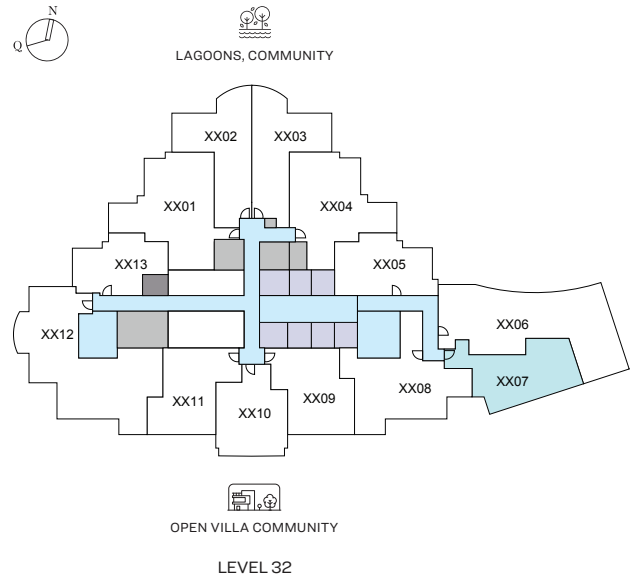 N
Q
LAGOONS, COMMUNITY
XX02 XX03
XX01 XX04
XX13 XX05
XX12 XX06
XX11 XX10 XX09 XX08 XX07
OPEN VILLA COMMUNITY
LEVEL 32